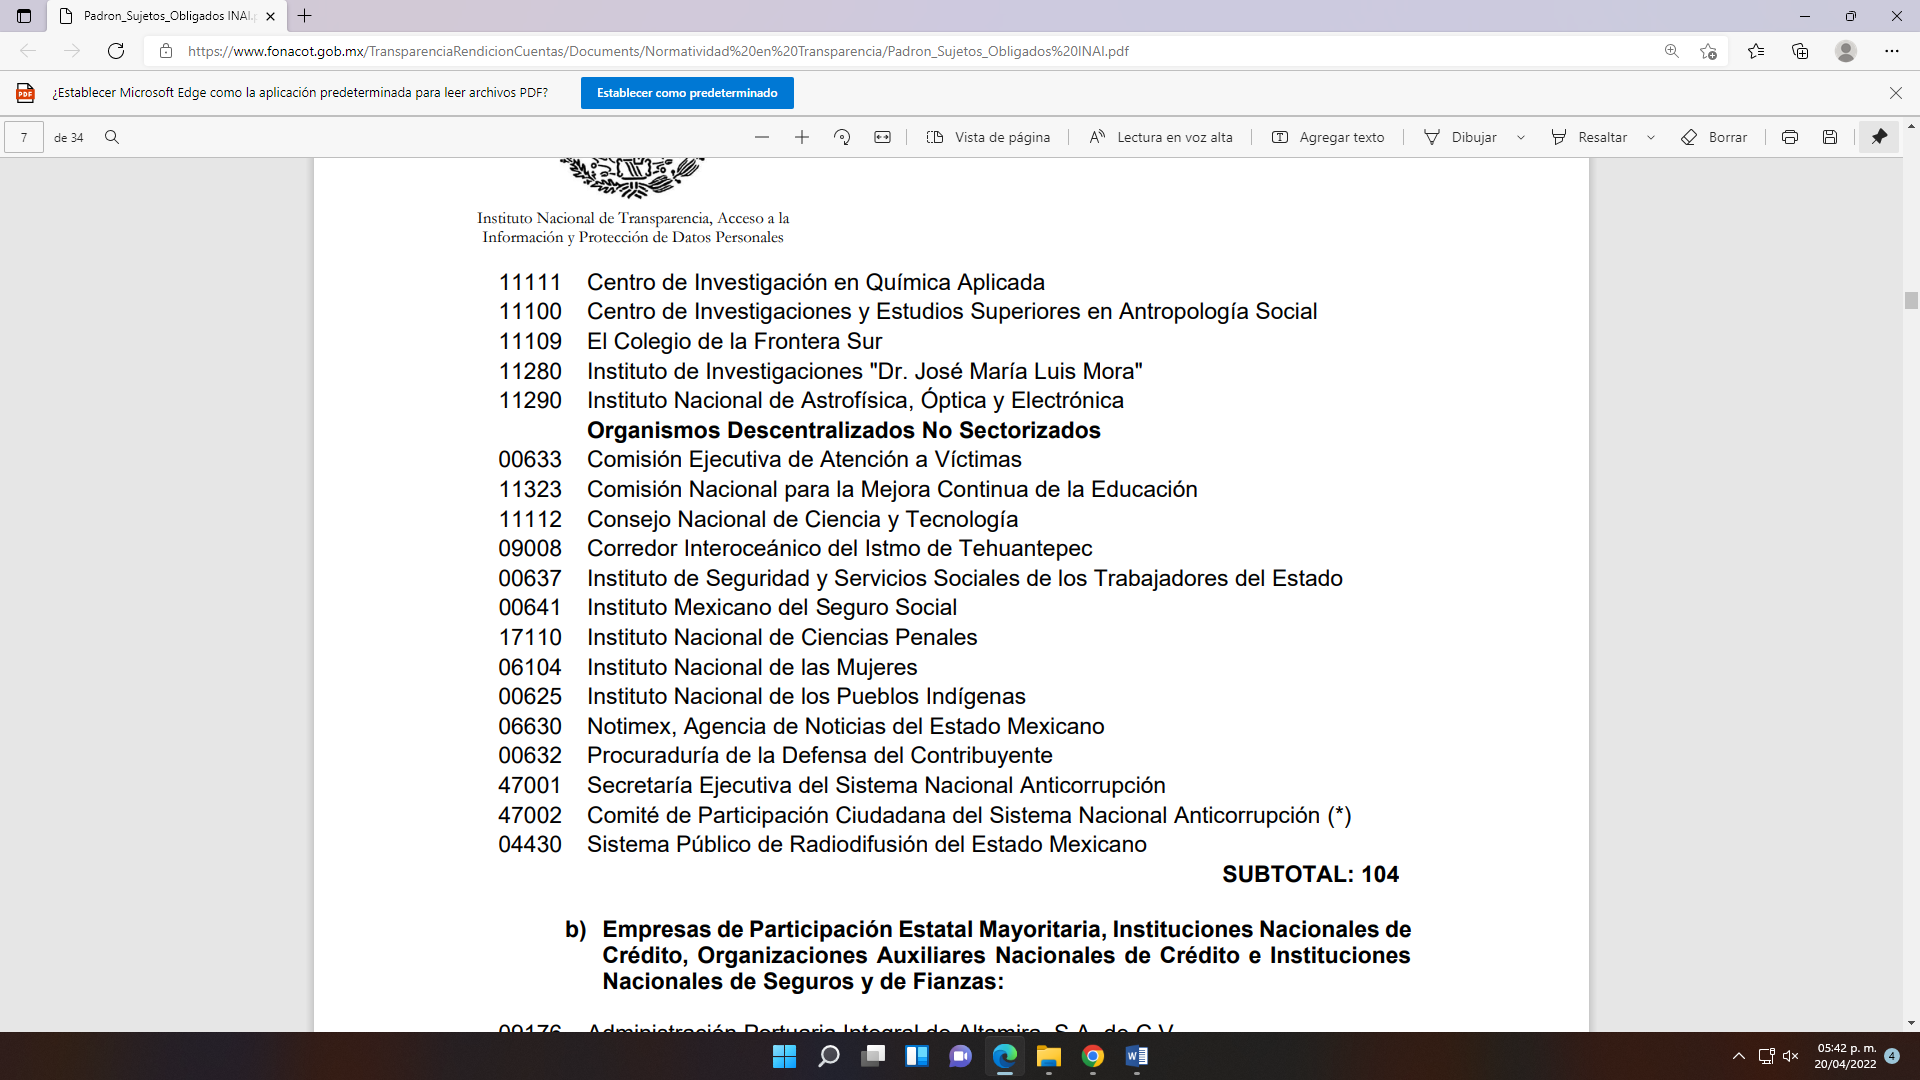 Padron_Sujetos_Obligados INAI.p
https://www.fonacot.gob.mx/TransparenciaRendicionCuentas/Documents/Normatividad%20en%20Transparencia/Padron_Sujetos_Obligados%20INAI.pdf
¿Establecer Microsoft Edge como la aplicación predeterminada para leer archivos PDF? Establecer como predeterminado
7 de 34 Vista de página Lectura en voz alta Agregar texto Dibujar Resaltar Borrar
Instituto Nacional de Transparencia, Acceso a la
Información y Protección de Datos Personales
11111 Centro de Investigación en Química Aplicada
11100 Centro de Investigaciones y Estudios Superiores en Antropología Social
11109 El Colegio de la Frontera Sur
11280 Instituto de Investigaciones "Dr. José María Luis Mora"
11290 Instituto Nacional de Astrofísica, Óptica y Electrónica
Organismos Descentralizados No Sectorizados
00633 Comisión Ejecutiva de Atención a Víctimas
11323 Comisión Nacional para la Mejora Continua de la Educación
11112 Consejo Nacional de Ciencia y Tecnología
09008 Corredor Interoceánico del Istmo de Tehuantepec
00637 Instituto de Seguridad y Servicios Sociales de los Trabajadores del Estado
00641 Instituto Mexicano del Seguro Social
17110 Instituto Nacional de Ciencias Penales
06104 Instituto Nacional de las Mujeres
00625 Instituto Nacional de los Pueblos Indígenas
06630 Notimex, Agencia de Noticias del Estado Mexicano
00632 Procuraduría de la Defensa del Contribuyente
47001 Secretaría Ejecutiva del Sistema Nacional Anticorrupción
47002 Comité de Participación Ciudadana del Sistema Nacional Anticorrupción (*)
04430 Sistema Público de Radiodifusión del Estado Mexicano
SUBTOTAL: 104
b) Empresas de Participación Estatal Mayoritaria, Instituciones Nacionales de
Crédito, Organizaciones Auxiliares Nacionales de Crédito e Instituciones
Nacionales de Seguros y de Fianzas:
09176 Administración Portuaria Integral de Altamira, S.A. de C.V.
05:42 p. m.
20/04/2022
4